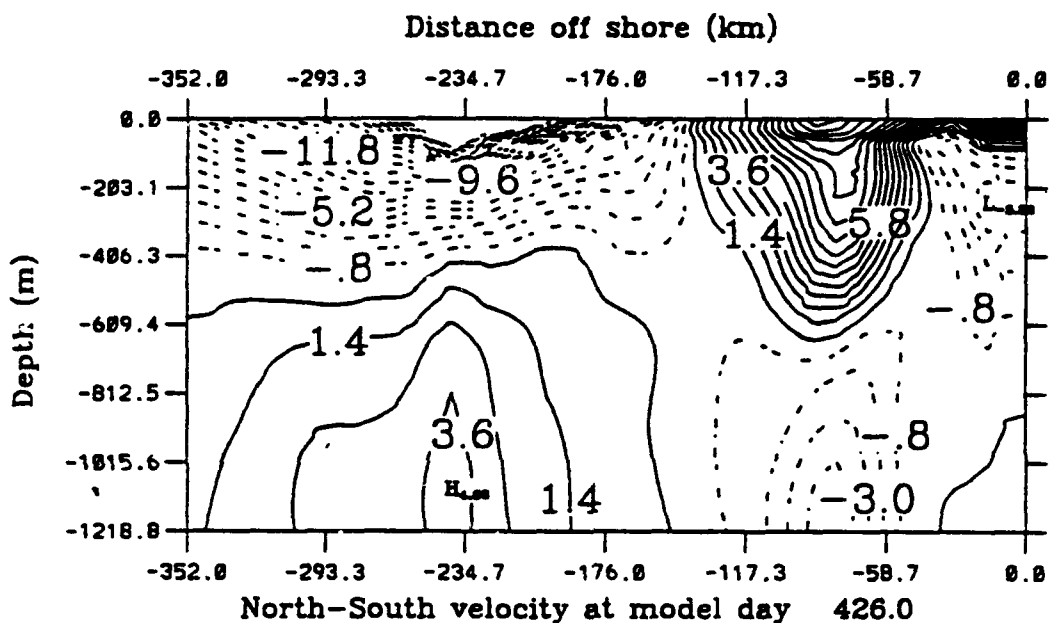 Distance off shore (km)
-352.0 -293.3 -234.7 -176.0 -117.3 -58.7 0.0
0.0
-11.8
3.6
-9.6
-203.1
-5.2
L
1.4
5.8
-406.3
-.8
-.8
-609.4
1.4
Depth (m)
-812.5
3.6
-.8
-1015.6
H
1.4
-3.0
-1218.8
-352.0 -293.3 -234.7 -176.0 -117.3 -58.7 0.0
North-South velocity at model day 426.0